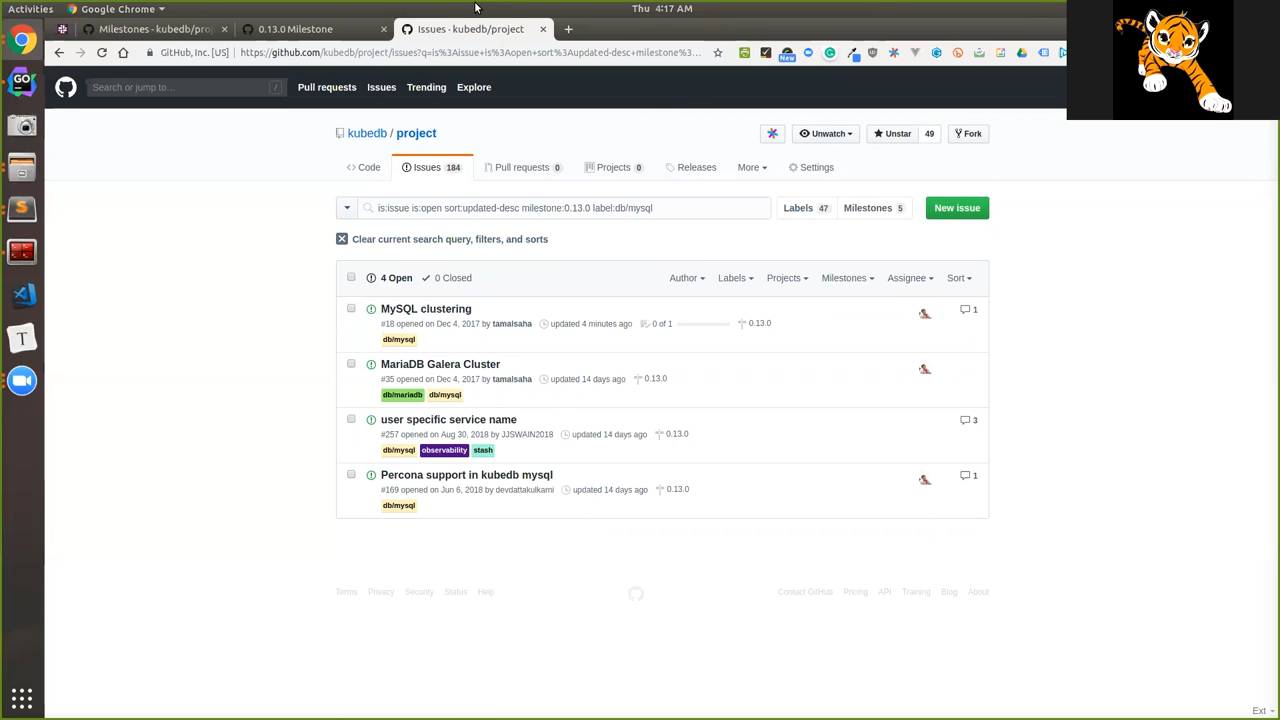 Activities Google Chrome Thu 4:17 AM
Milestones - kubedb/proj 0.13.0 Milestone Issues · kubedb/project
GitHub, Inc. [US] https://github.com/kubedb/project/issues?q=is%3Aissue+is%3Aopen+sort%3Aupdated-desc+milestone%3...
New
Search or jump to... / Pull requests Issues Trending Explore
kubedb / project Unwatch Unstar 49 Fork
Code Issues 184 Pull requests 0 Projects 0 Releases More Settings
is:issue is:open sort:updated-desc milestone:0.13.0 label:db/mysql Labels 47 Milestones 5 New issue
Clear current search query, filters, and sorts
4 Open 0 Closed Author Labels Projects Milestones Assignee Sort
MySQL clustering 1
#18 opened on Dec 4, 2017 by tamalsaha updated 4 minutes ago 0 of 1 0.13.0
db/mysql
MariaDB Galera Cluster
#35 opened on Dec 4, 2017 by tamalsaha updated 14 days ago 0.13.0
db/mariadb db/mysql
user specific service name 3
#257 opened on Aug 30, 2018 by JJSWAIN2018 updated 14 days ago 0.13.0
db/mysql observability stash
Percona support in kubedb mysql 1
#169 opened on Jun 6, 2018 by devdattakulkarni updated 14 days ago 0.13.0
db/mysql
Terms Privacy Security Status Help Contact GitHub Pricing API Training Blog About
GO
S
T
Ext